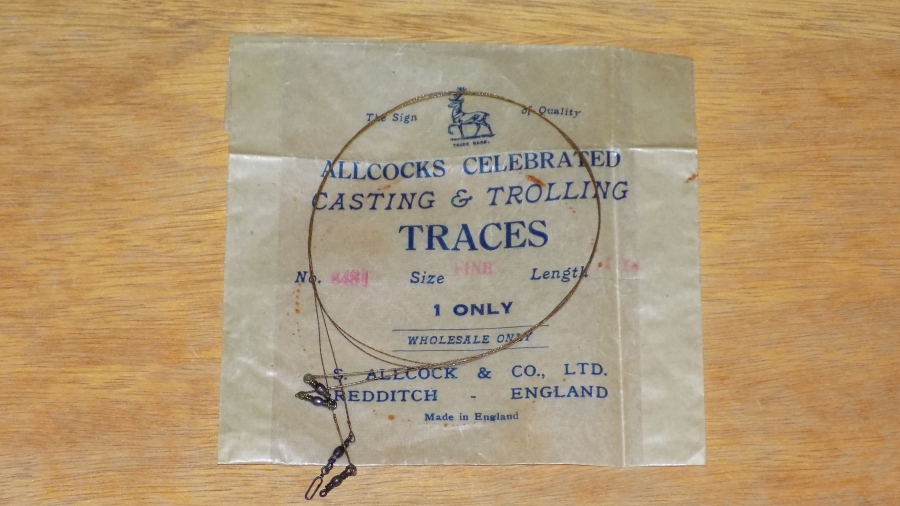 The Sign of Quality
TRADE MARK.
ALLCOCKS CELEBRATED
CASTING & TROLLING
TRACES
No. Size FINE Length
1 ONLY
WHOLESALE ONLY
S. ALLCOCK & CO., LTD.
REDDITCH - ENGLAND
Made in England